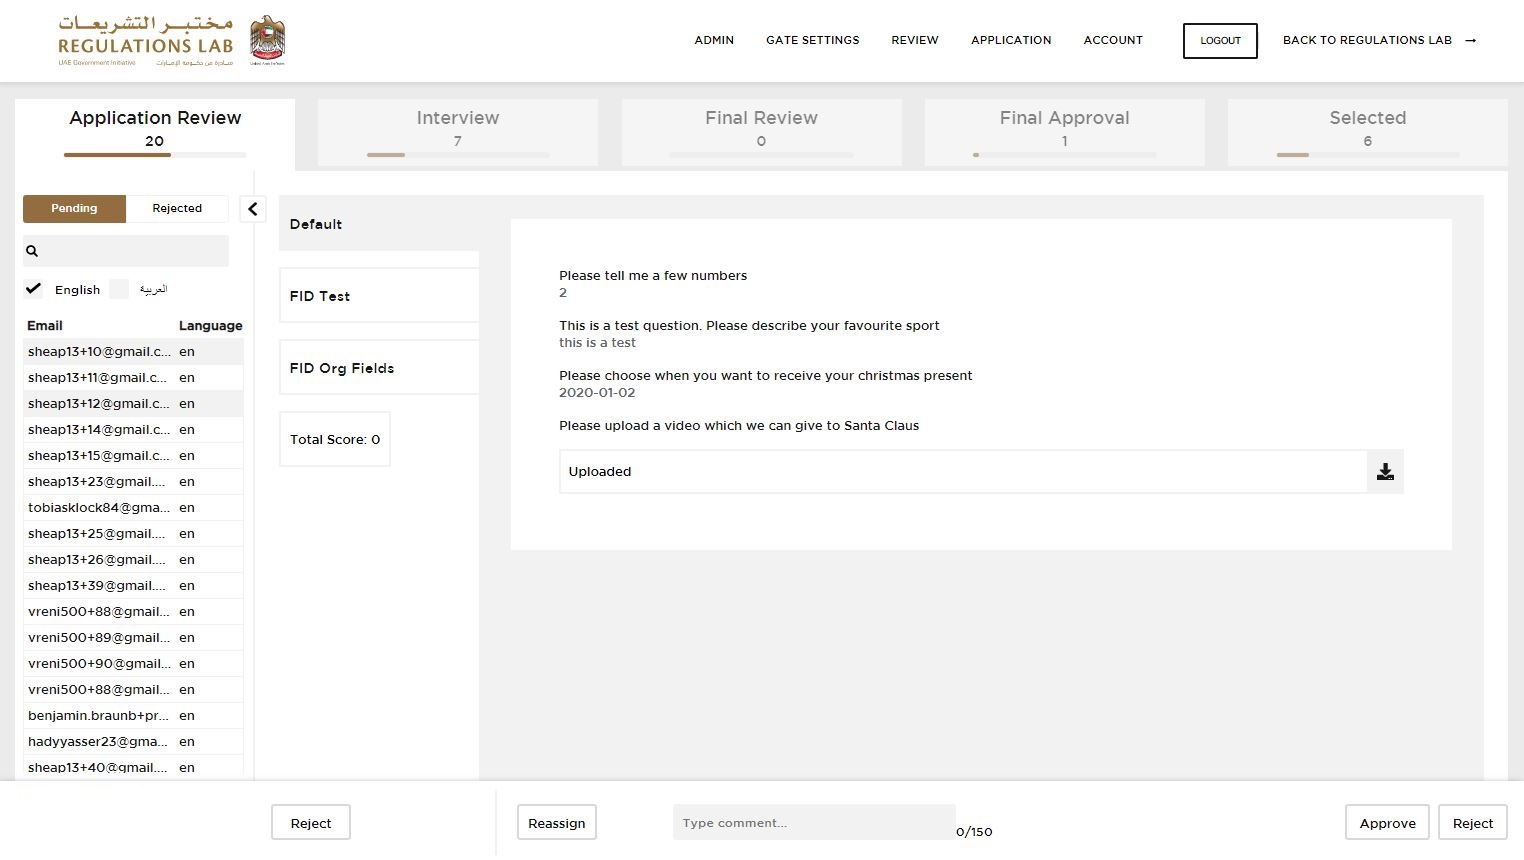 مختبر التشريعات
REGULATIONS LAB
UAE Government Initiative مبادرة من حكومة الإمارات
ADMIN
GATE SETTINGS
REVIEW
APPLICATION
ACCOUNT
LOGOUT
BACK TO REGULATIONS LAB →
Application Review
20
Interview
7
Final Review
0
Final Approval
1
Selected
6
Pending
Rejected
English
العربية
Email Language
sheap13+10@gmail.c... en
sheap13+11@gmail.c... en
sheap13+12@gmail.c... en
sheap13+14@gmail.c... en
sheap13+15@gmail.c... en
sheap13+23@gmail.... en
tobiasklock84@gma... en
sheap13+25@gmail.... en
sheap13+26@gmail.... en
sheap13+39@gmail.... en
vreni500+88@gmail... en
vreni500+89@gmail... en
vreni500+90@gmail... en
vreni500+88@gmail... en
benjamin.braunb+pr... en
hadyyasser23@gma... en
sheap13+40@gmail.... en
Default
FID Test
FID Org Fields
Total Score: 0
Please tell me a few numbers
2
This is a test question. Please describe your favourite sport
this is a test
Please choose when you want to receive your christmas present
2020-01-02
Please upload a video which we can give to Santa Claus
Uploaded
Reject
Reassign
Type comment...
0/150
Approve
Reject